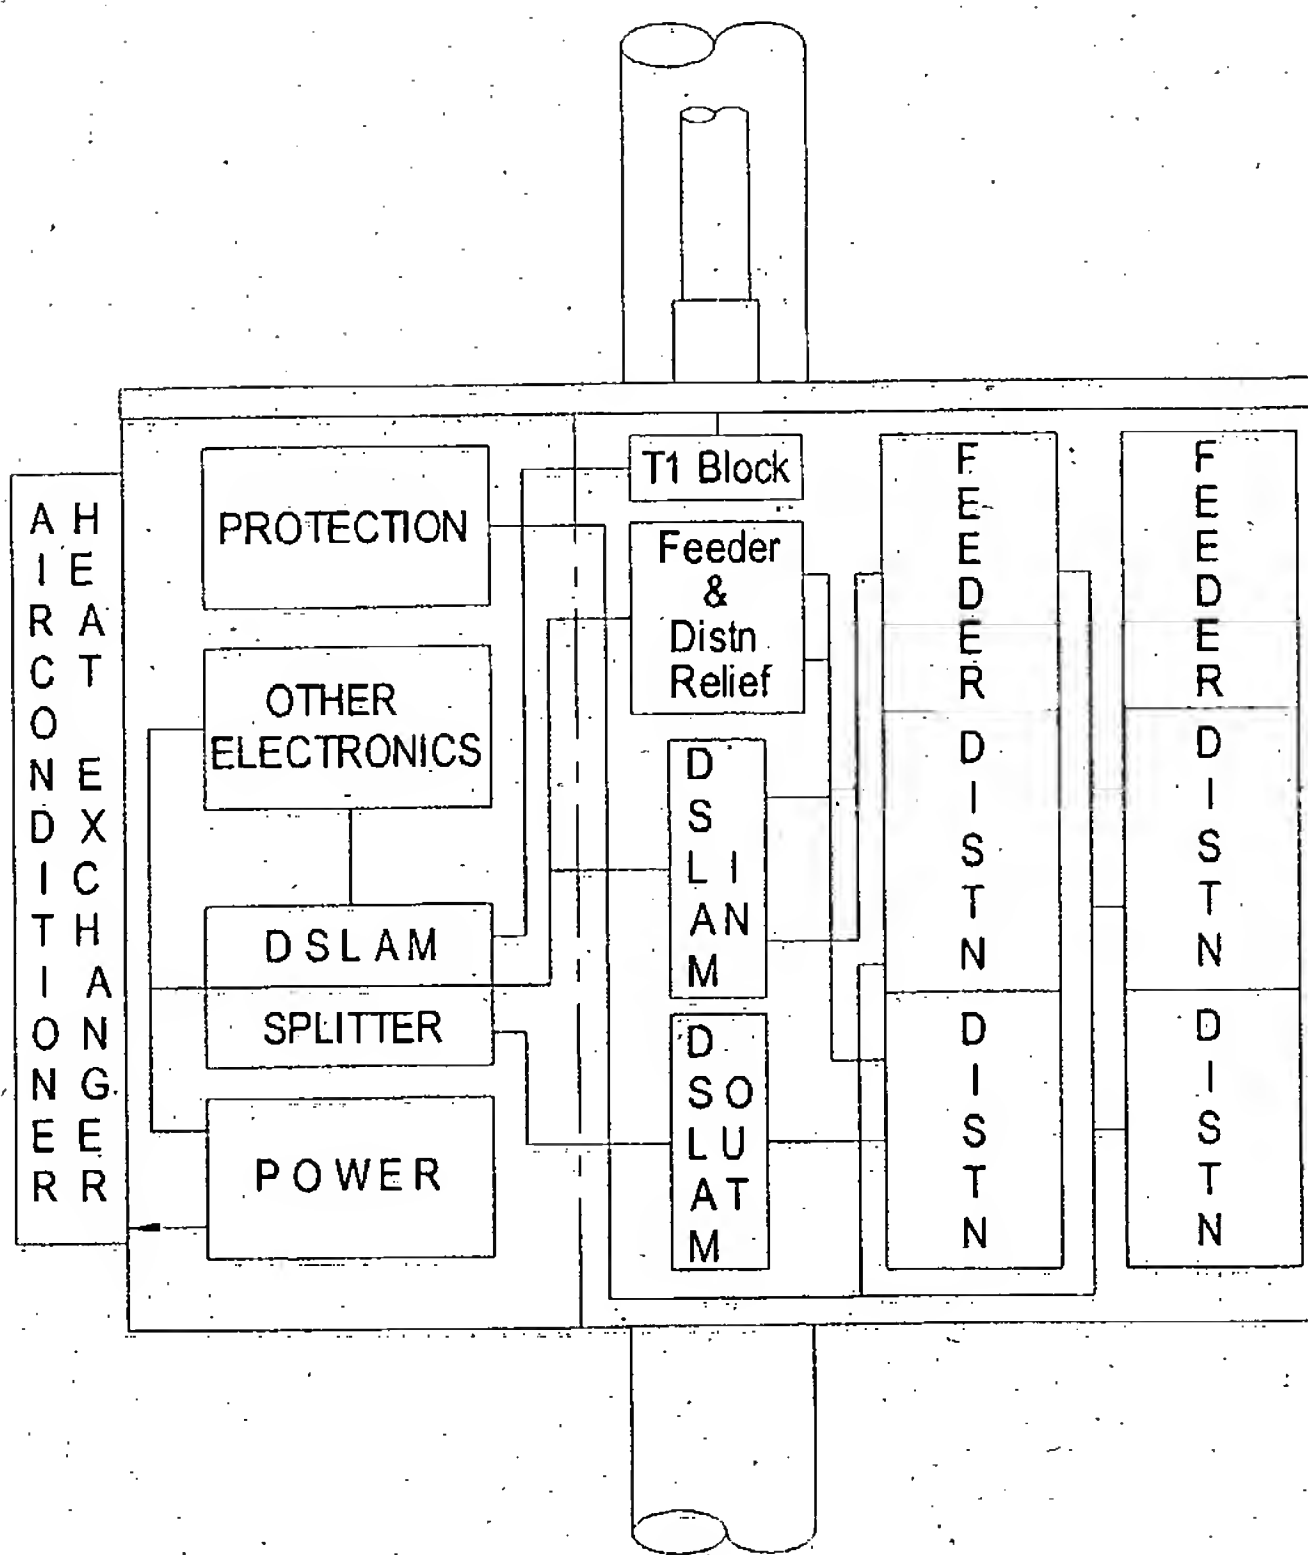 AIRCONDITIONER
HEAT EXCHANGER
PROTECTION
OTHER
ELECTRONICS
DSLAM
SPLITTER
POWER
T1 Block
Feeder
&
Distn
Relief
DSLAM
IN
DSLAM
OUT
FEEDER
DISTN
DISTN
FEEDER
DISTN
DISTN